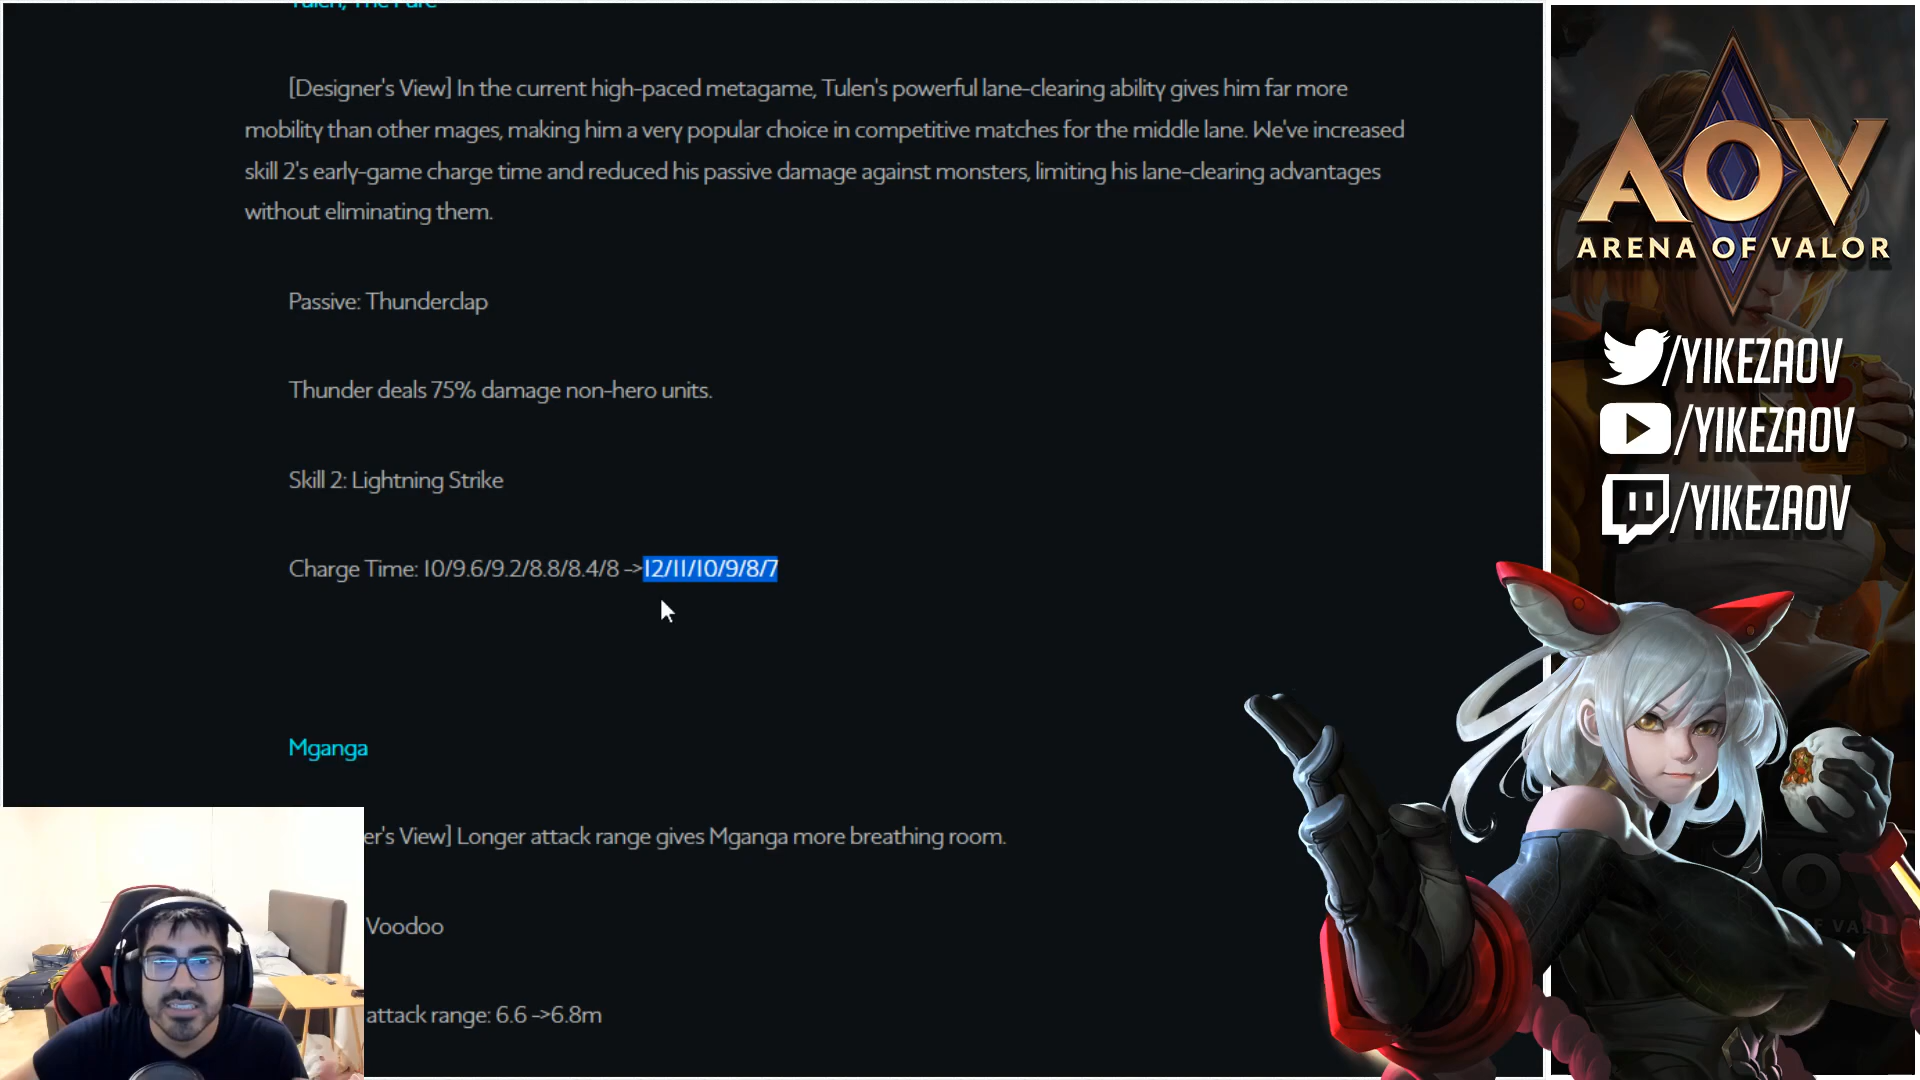 Tulen, The Pure
[Designer's View] In the current high-paced metagame, Tulen's powerful lane-clearing ability gives him far more
mobility than other mages, making him a very popular choice in competitive matches for the middle lane. We've increased
skill 2's early-game charge time and reduced his passive damage against monsters, limiting his lane-clearing advantages
without eliminating them.
Passive: Thunderclap
Thunder deals 75% damage non-hero units.
Skill 2: Lightning Strike
Charge Time: 10/9.6/9.2/8.8/8.4/8 ->12/11/10/9/8/7
Mganga
er's View] Longer attack range gives Mganga more breathing room.
Voodoo
attack range: 6.6 ->6.8m
AOV
ARENA OF VALOR
/YIKEZAOV
/YIKEZAOV
/YIKEZAOV